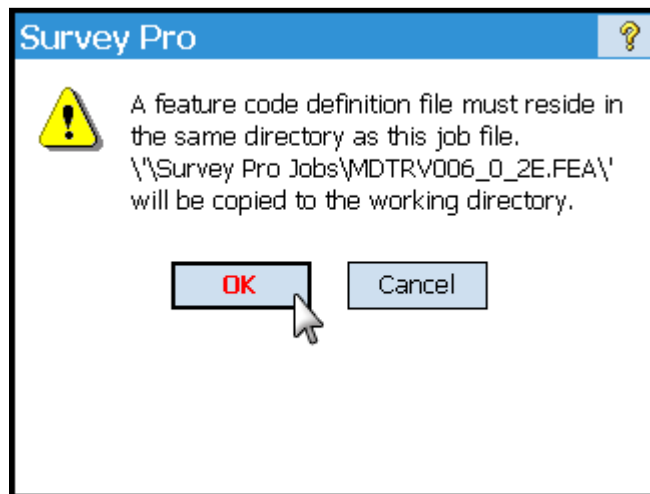 Survey Pro
?
A feature code definition file must reside in
the same directory as this job file.
\'\Survey Pro Jobs\MDTRV006_0_2E.FEA\'
will be copied to the working directory.
OK
Cancel